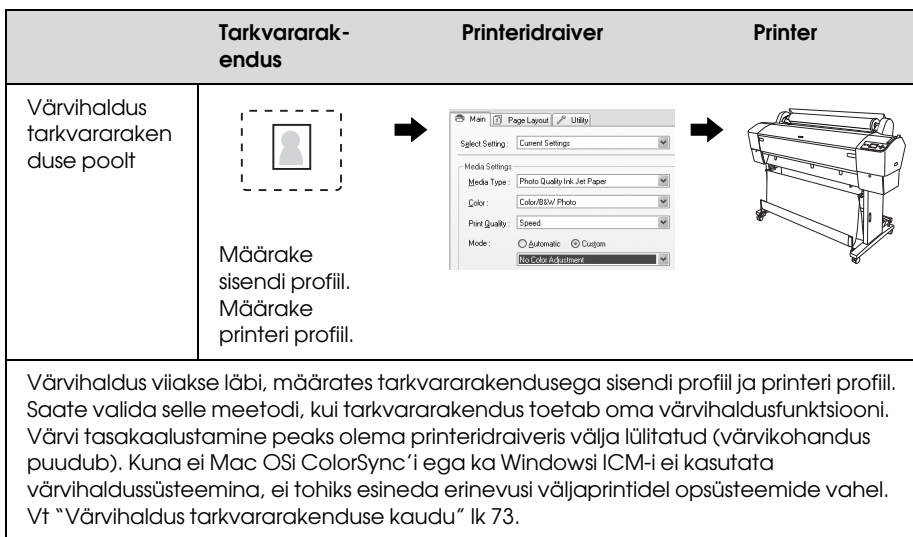 Tarkvararak-
endus
Printeridraiver
Printer
Värvihaldus
tarkvararaken
duse poolt
Määrake
sisendi profiil.
Määrake
printeri profiil.
Main Page Layout Utility
Select Setting : Current Settings
Media Settings
Media Type : Photo Quality Ink Jet Paper
Color : Color/B&W Photo
Print Quality : Speed
Mode : Automatic Custom
No Color Adjustment
Värvihaldus viiakse läbi, määrates tarkvararakendusega sisendi profiil ja printeri profiil.
Saate valida selle meetodi, kui tarkvararakendus toetab oma värvihaldusfunktsiooni.
Värvi tasakaalustamine peaks olema printeridraiveris välja lülitatud (värvikohandus
puudub). Kuna ei Mac OSi ColorSync´i ega ka Windowsi ICM-i ei kasutata
värvihaldussüsteemina, ei tohiks esineda erinevusi väljaprintidel opsüsteemide vahel.
Vt “Värvihaldus tarkvararakenduse kaudu” lk 73.